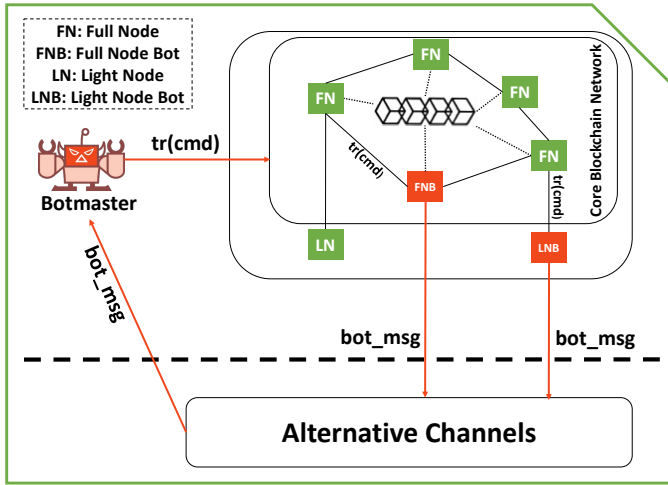 FN: Full Node
FNB: Full Node Bot
LN: Light Node
LNB: Light Node Bot
FN
FN
FN
FN
Core Blockchain Network
tr(cmd)
Botmaster
tr(cmd)
FNB
tr(cmd)
LN
LNB
bot_msg
bot_msg
bot_msg
Alternative Channels